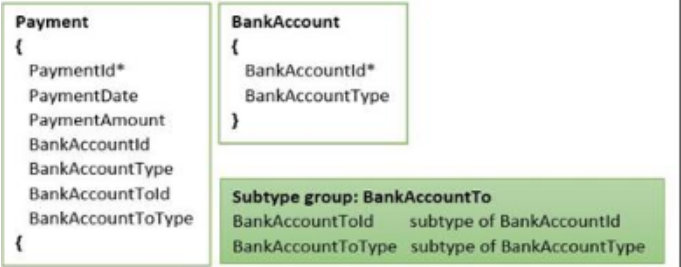 Payment
{
PaymentId*
PaymentDate
PaymentAmount
BankAccountId
BankAccountType
BankAccountToId
BankAccountToType
{
BankAccount
{
BankAccountId*
BankAccountType
}
Subtype group: BankAccountTo
BankAccountToId subtype of BankAccountId
BankAccountToType subtype of BankAccountType